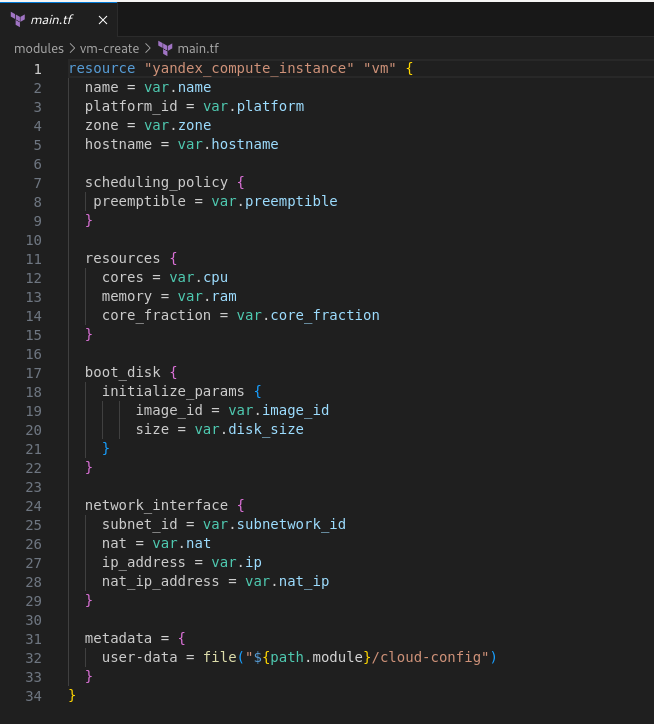 main.tf ×
modules > vm-create > main.tf
1 resource "yandex_compute_instance" "vm" {
2   name = var.name
3   platform_id = var.platform
4   zone = var.zone
5   hostname = var.hostname
6
7   scheduling_policy {
8    preemptible = var.preemptible
9   }
10
11   resources {
12     cores = var.cpu
13     memory = var.ram
14     core_fraction = var.core_fraction
15   }
16
17   boot_disk {
18     initialize_params {
19         image_id = var.image_id
20         size = var.disk_size
21     }
22   }
23
24   network_interface {
25     subnet_id = var.subnetwork_id
26     nat = var.nat
27     ip_address = var.ip
28     nat_ip_address = var.nat_ip
29   }
30
31   metadata = {
32     user-data = file("${path.module}/cloud-config")
33   }
34 }